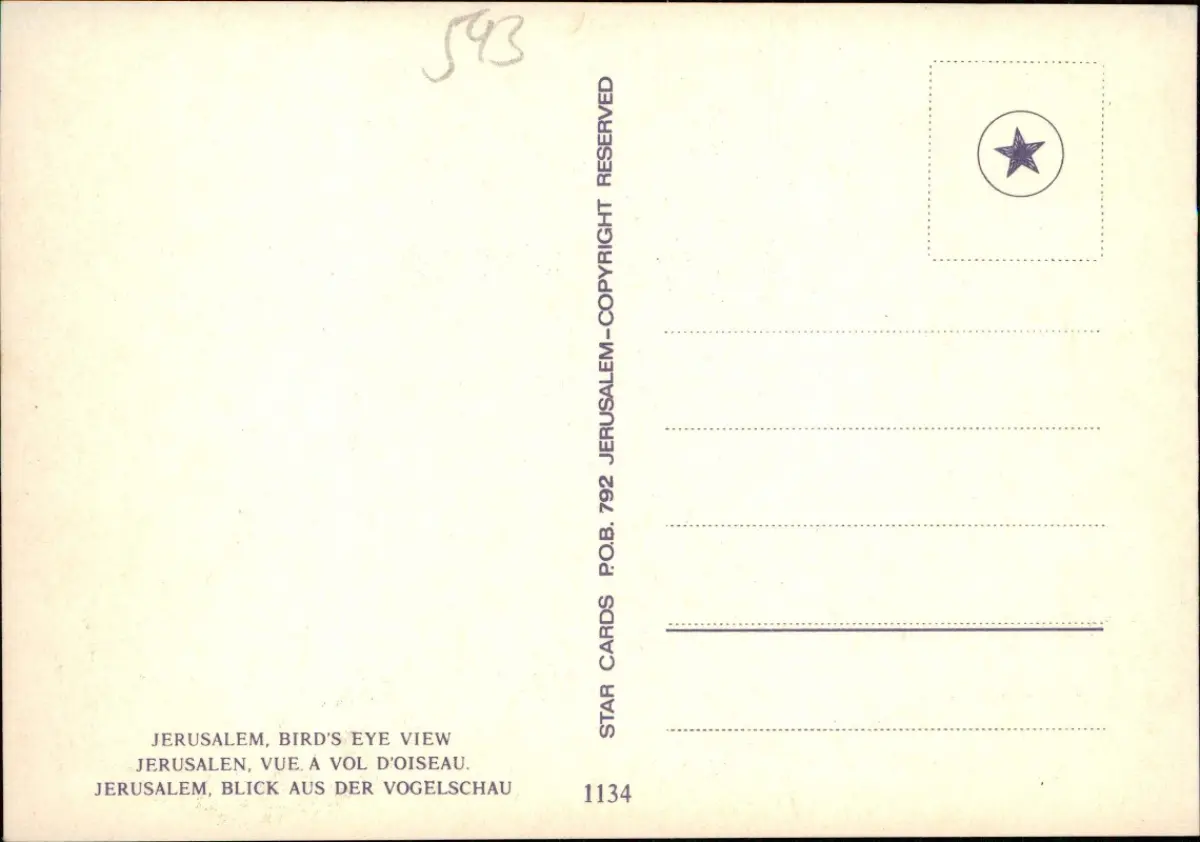 543
STAR CARDS P.O.B. 792 JERUSALEM-COPYRIGHT RESERVED
JERUSALEM, BIRD'S EYE VIEW
JERUSALEN, VUE. A VOL D'OISEAU.
JERUSALEM, BLICK AUS DER VOGELSCHAU
1134